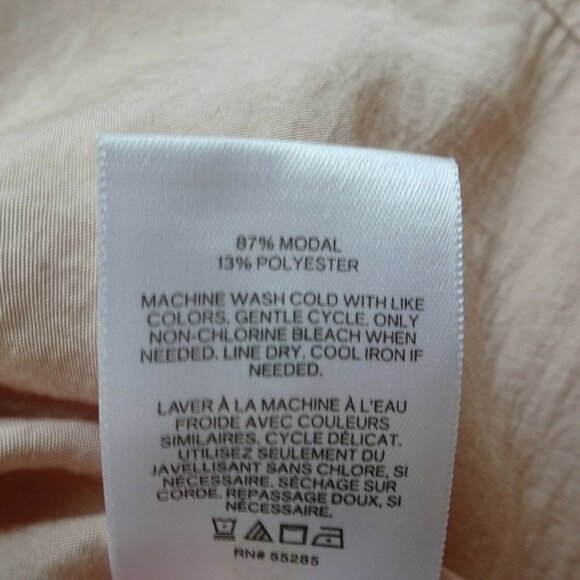 87% MODAL
13% POLYESTER
MACHINE WASH COLD WITH LIKE
COLORS. GENTLE CYCLE. ONLY
NON-CHLORINE BLEACH WHEN
NEEDED. LINE DRY. COOL IRON IF
NEEDED.
LAVER À LA MACHINE À L'EAU
FROIDE AVEC COULEURS
SIMILAIRES. CYCLE DÉLICAT.
UTILISEZ SEULEMENT DU
JAVELLISANT SANS CHLORE, SI
NÉCESSAIRE. SÉCHAGE SUR
CORDE. REPASSAGE DOUX, SI
NÉCESSAIRE.
RN# 55285